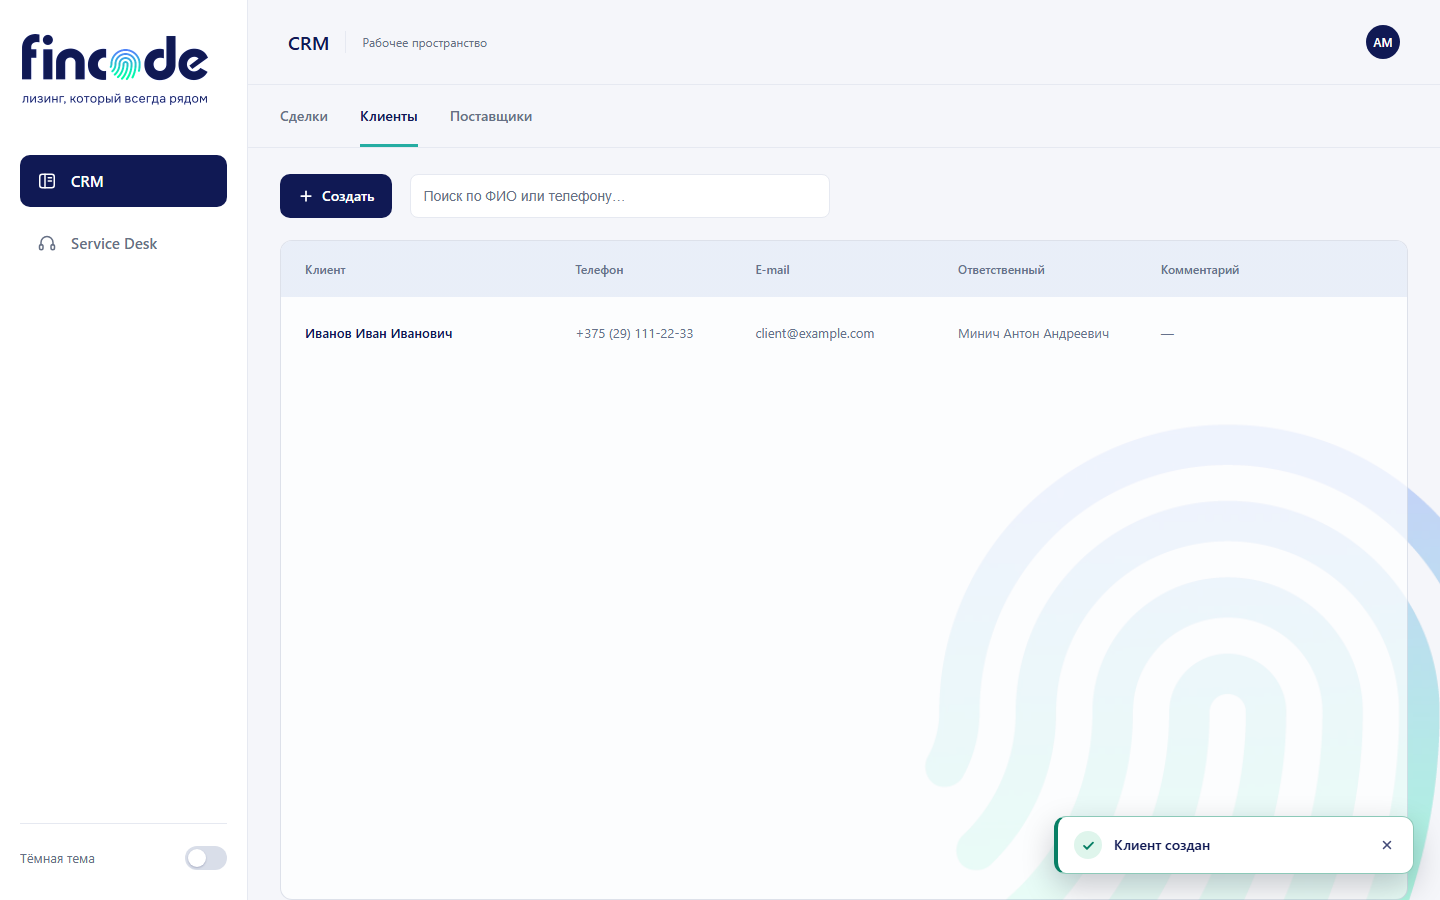 fincode
лизинг, который всегда рядом
CRM
Service Desk
Тёмная тема
CRM
Рабочее пространство
АМ
Сделки
Клиенты
Поставщики
+ Создать
Поиск по ФИО или телефону...
Клиент Телефон E-mail Ответственный Комментарий
Иванов Иван Иванович +375 (29) 111-22-33 client@example.com Минич Антон Андреевич —
Клиент создан